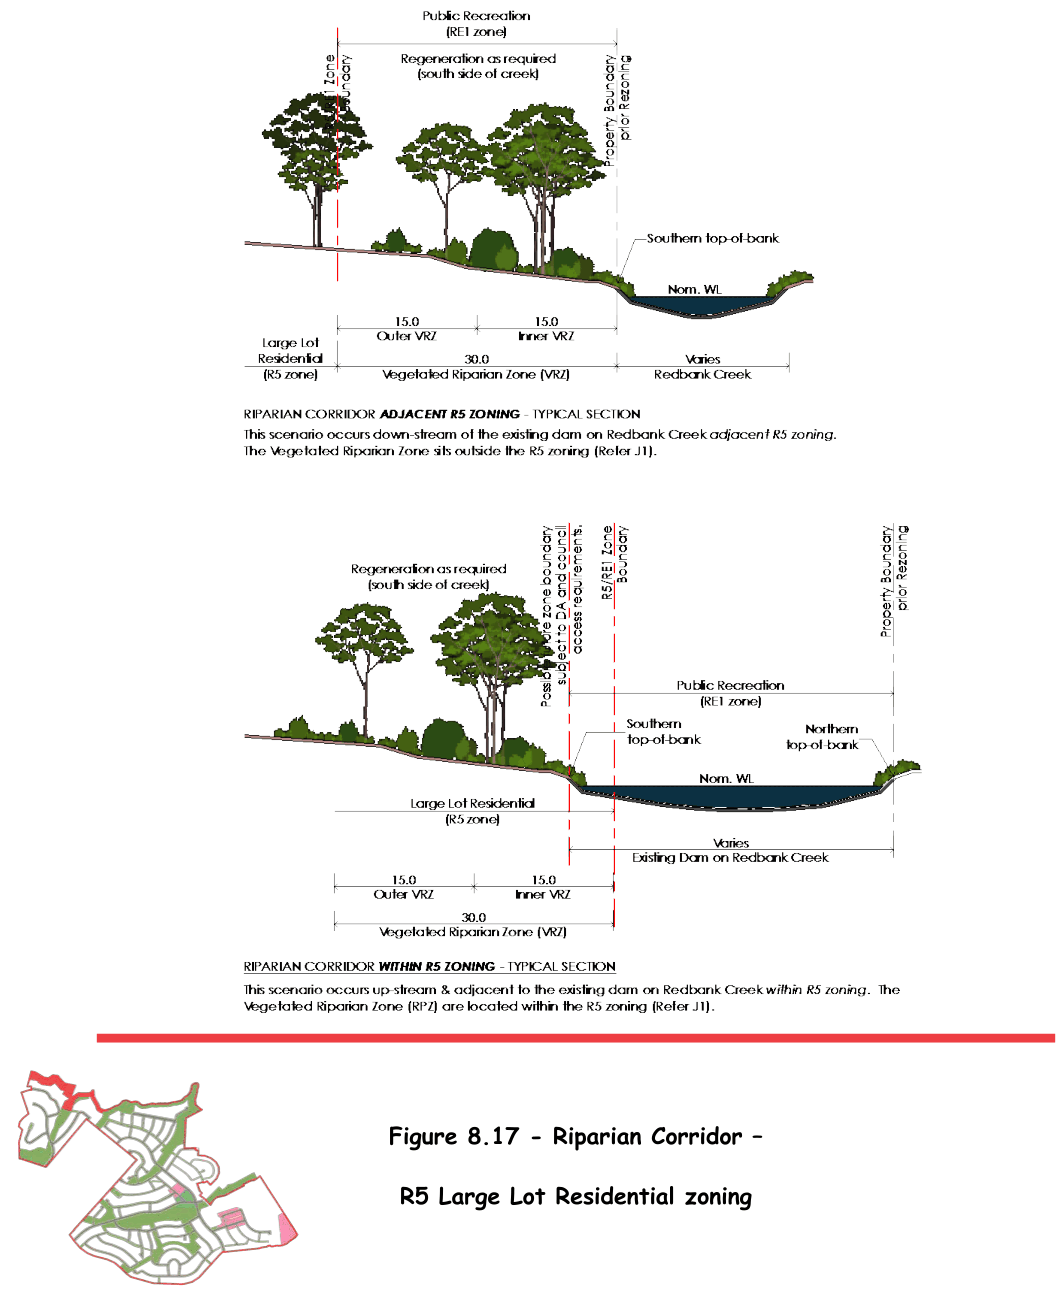 Public Recreation
(RE1 zone)
Regeneration as required
(south side of creek)
Zone
Boundary
Property Boundary
prior Rezoning
Southern top-of-bank
Nom. WL
15.0
15.0
Outer VRZ
Inner VRZ
Large Lot
Residential
(R5 zone)
30.0
Vegetated Riparian Zone (VRZ)
Varies
Redbank Creek
RIPARIAN CORRIDOR ADJACENT R5 ZONING - TYPICAL SECTION
This scenario occurs down-stream of the existing dam on Redbank Creek adjacent R5 zoning.
The Vegetated Riparian Zone sits outside the R5 zoning (Refer J1).
Regeneration as required
(south side of creek)
zone boundary
subject to DA and council
access requirements.
R5/RE1 Zone
Boundary
Property Boundary
prior Rezoning
Public Recreation
(RE1 zone)
Southern
top-of-bank
Northern
top-of-bank
Nom. WL
Large Lot Residential
(R5 zone)
Varies
Existing Dam on Redbank Creek
15.0
15.0
Outer VRZ
Inner VRZ
30.0
Vegetated Riparian Zone (VRZ)
RIPARIAN CORRIDOR WITHIN R5 ZONING - TYPICAL SECTION
This scenario occurs up-stream & adjacent to the existing dam on Redbank Creek within R5 zoning. The
Vegetated Riparian Zone (RPZ) are located within the R5 zoning (Refer J1).
Figure 8.17 - Riparian Corridor –
R5 Large Lot Residential zoning